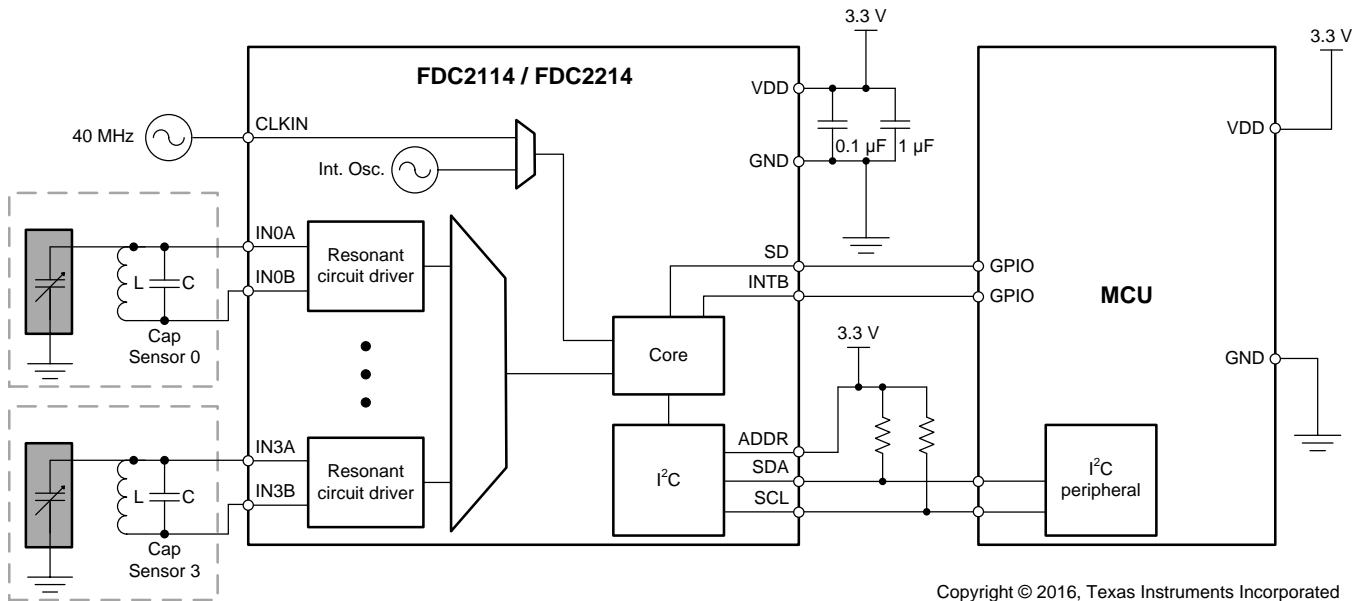 3.3 V
3.3 V
FDC2114 / FDC2214
VDD
40 MHz
CLKIN
VDD
0.1 µF
1 µF
Int. Osc.
GND
IN0A
Resonant
circuit driver
SD
GPIO
L
C
IN0B
INTB
GPIO
MCU
Cap
Sensor 0
3.3 V
Core
GND
IN3A
ADDR
Resonant
circuit driver
SDA
I²C
I²C
peripheral
L
C
IN3B
SCL
Cap
Sensor 3
Copyright © 2016, Texas Instruments Incorporated